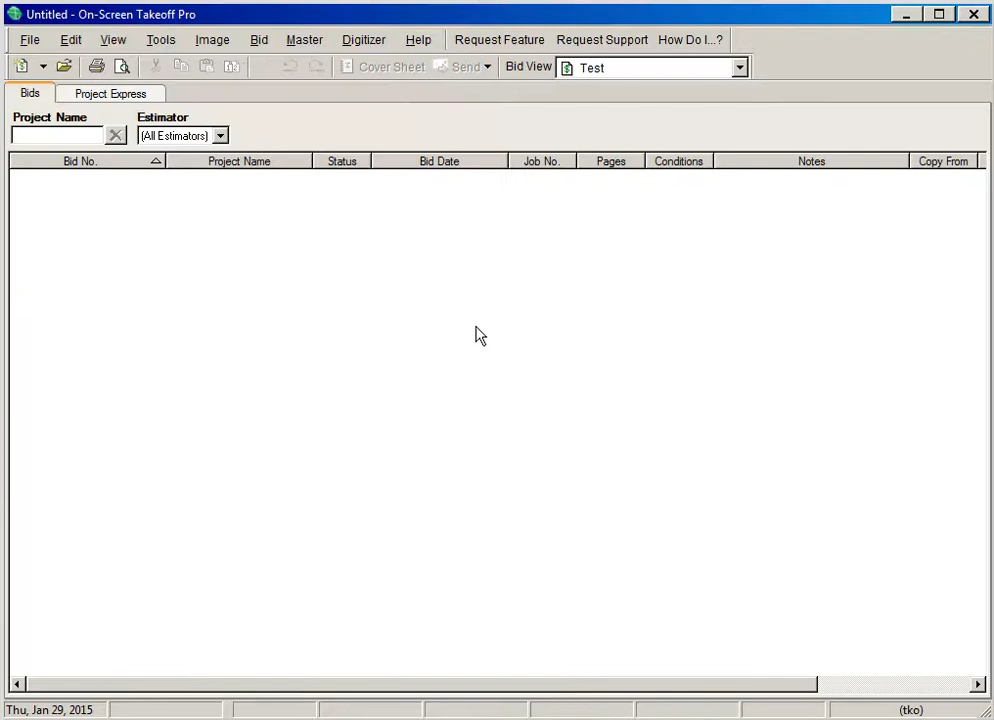 Untitled - On-Screen Takeoff Pro
File Edit View Tools Image Bid Master Digitizer Help Request Feature Request Support How Do I...?
Cover Sheet Send Bid View Test
Bids Project Express
Project Name Estimator
(All Estimators)
Bid No. Project Name Status Bid Date Job No. Pages Conditions Notes Copy From
Thu, Jan 29, 2015 (tko)